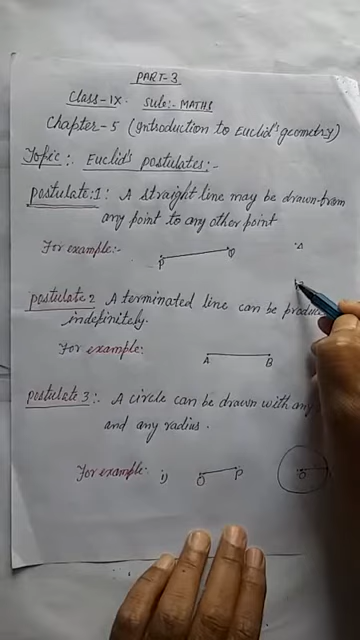 PART-3
Class-IX. Sub:- MATHS
Chapter-5 (Introduction to Euclid's geometry)
Topic:. Euclid's postulates:-
Postulate:1: A straight line may be drawn from
any point to any other point
For example:-
P Q
A
postulate 2 A terminated line can be produce
indefinitely.
For example:
A B
postulate 3:. A circle can be drawn with any
and any radius.
For example: i)
O P
O